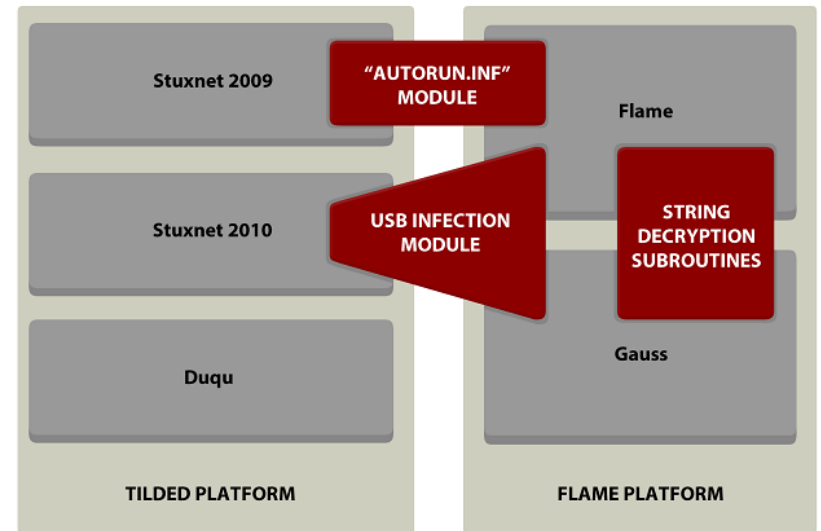 Stuxnet 2009
“AUTORUN.INF”
MODULE
Flame
Stuxnet 2010
USB INFECTION
MODULE
STRING
DECRYPTION
SUBROUTINES
Duqu
Gauss
TILDED PLATFORM
FLAME PLATFORM